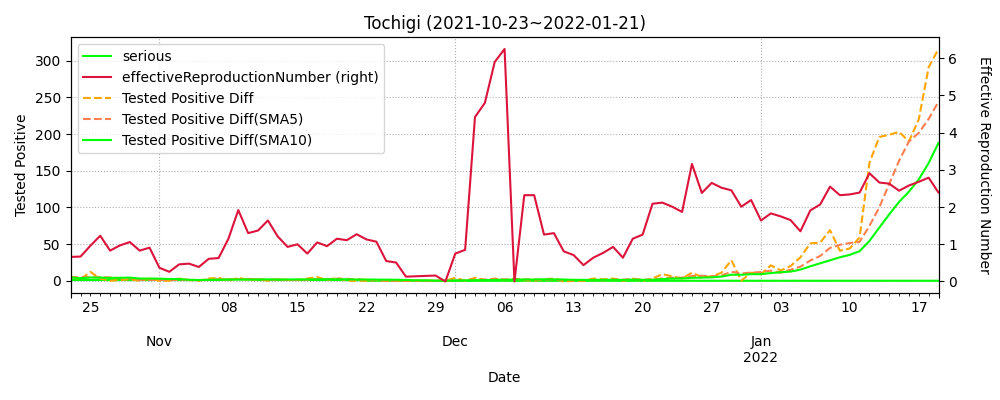 Tochigi (2021-10-23~2022-01-21)
serious
effectiveReproductionNumber (right)
Tested Positive Diff
Tested Positive Diff(SMA5)
Tested Positive Diff(SMA10)
Tested Positive
300
250
200
150
100
50
0
6
5
4
3
2
1
0
Effective Reproduction Number
25 08 15 22 29 06 13 20 27 03 10 17
Nov Dec Jan
2022
Date